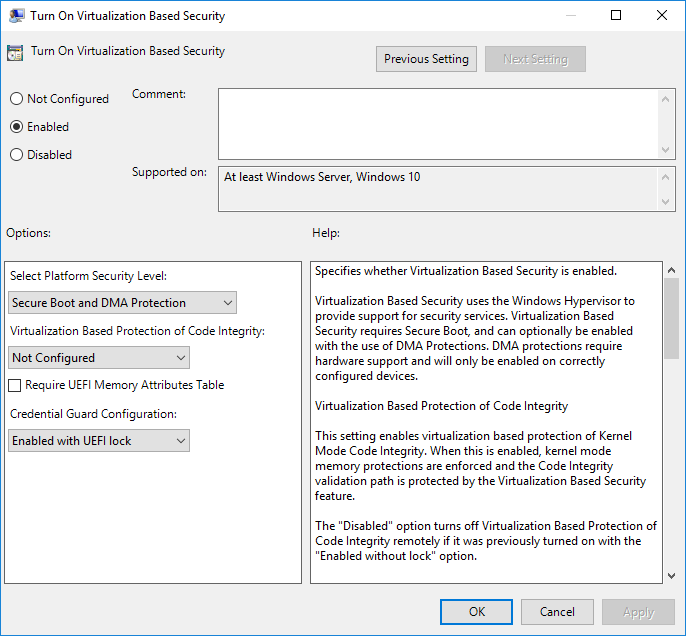 Turn On Virtualization Based Security
Turn On Virtualization Based Security
Previous Setting
Next Setting
Not Configured
Enabled
Disabled
Comment:
Supported on:
At least Windows Server, Windows 10
Options:
Help:
Select Platform Security Level:
Secure Boot and DMA Protection
Virtualization Based Protection of Code Integrity:
Not Configured
Require UEFI Memory Attributes Table
Credential Guard Configuration:
Enabled with UEFI lock
Specifies whether Virtualization Based Security is enabled.
Virtualization Based Security uses the Windows Hypervisor to
provide support for security services. Virtualization Based
Security requires Secure Boot, and can optionally be enabled
with the use of DMA Protections. DMA protections require
hardware support and will only be enabled on correctly
configured devices.
Virtualization Based Protection of Code Integrity
This setting enables virtualization based protection of Kernel
Mode Code Integrity. When this is enabled, kernel mode
memory protections are enforced and the Code Integrity
validation path is protected by the Virtualization Based Security
feature.
The "Disabled" option turns off Virtualization Based Protection of
Code Integrity remotely if it was previously turned on with the
"Enabled without lock" option.
OK
Cancel
Apply